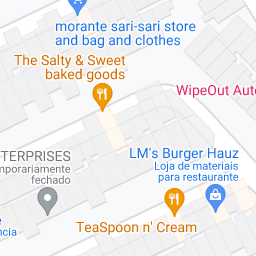 morante sari-sari store
and bag and clothes
The Salty & Sweet
baked goods
WipeOut Aut
TERPRISES
emporariamente
fechado
LM's Burger Hauz
Loja de materiais
para restaurante
e
ncia
TeaSpoon n' Cream